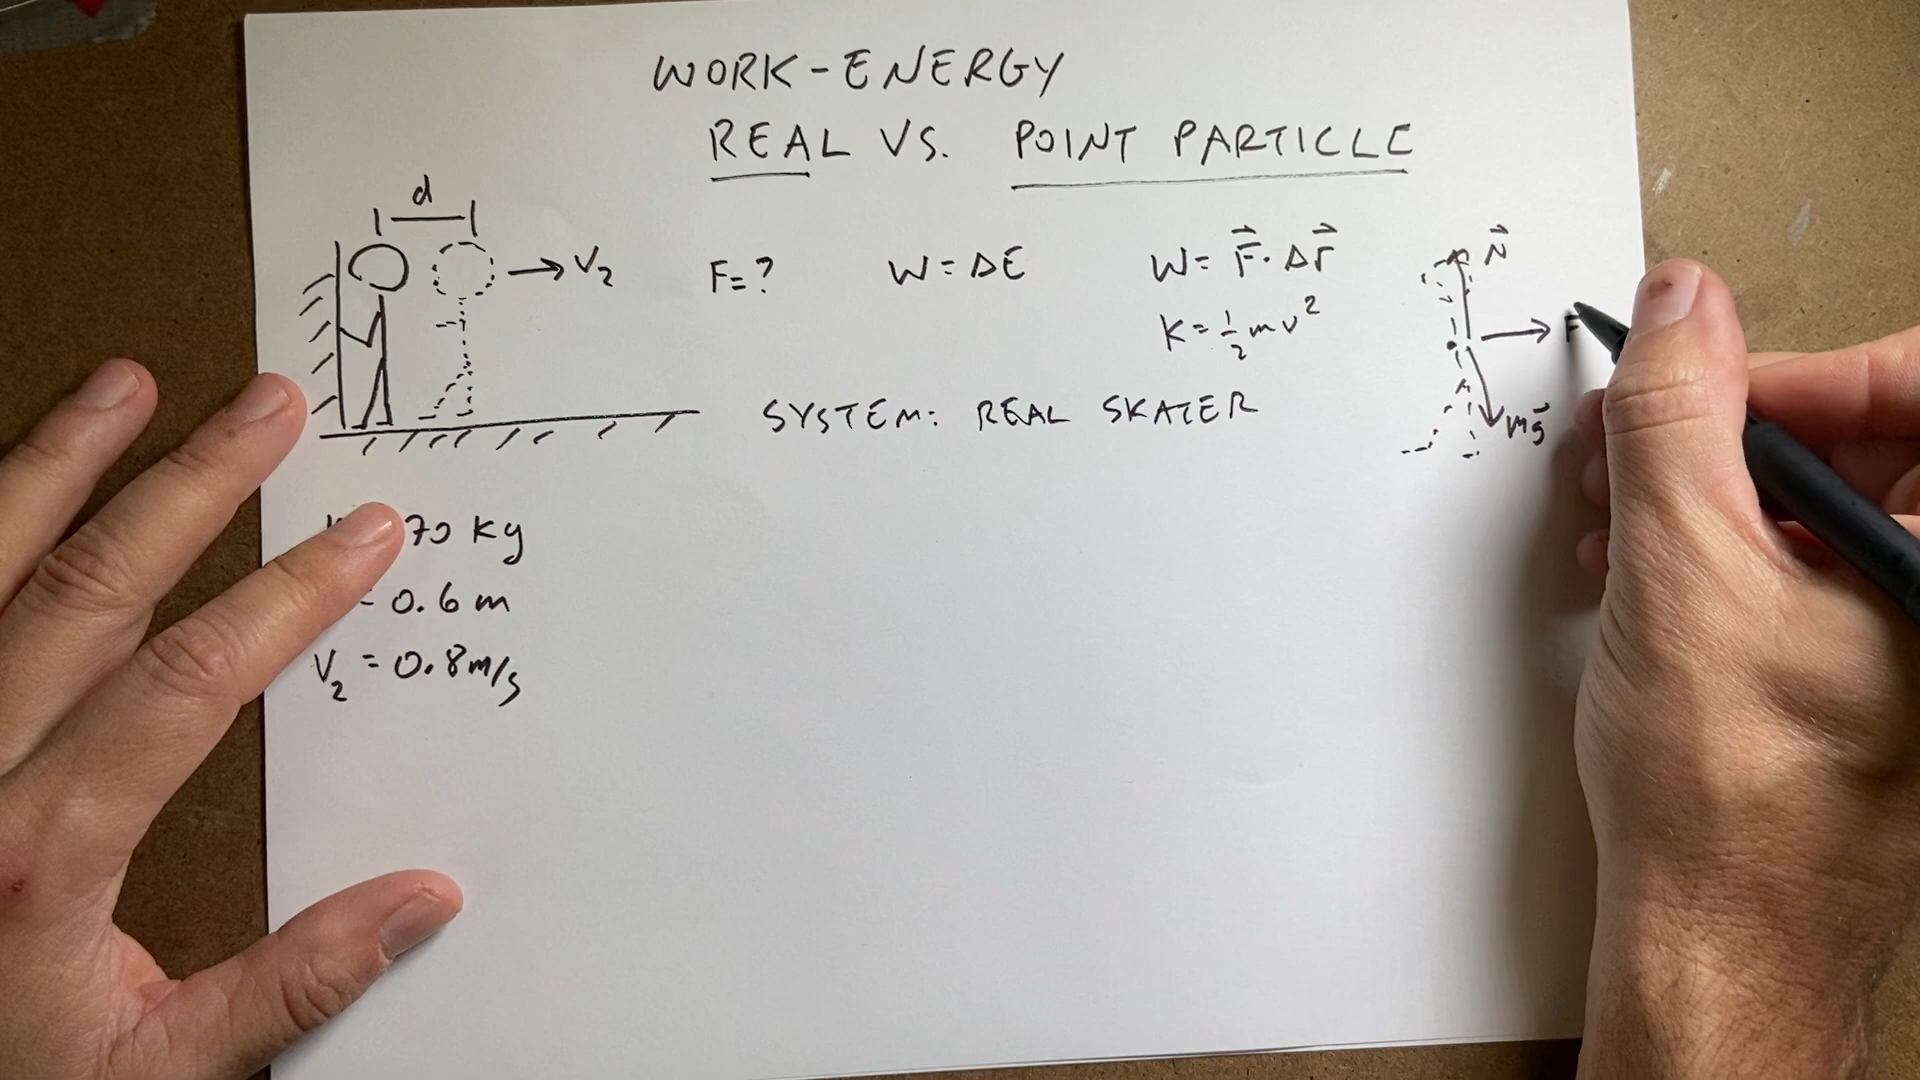 WORK-ENERGY
REAL VS. POINT PARTICLE
d
V₂
F=?
W=ΔE
W=F⃗·Δr⃗
K=½mv²
N⃗
F
mg⃗
SYSTEM: REAL SKATER
70 kg
= 0.6 m
V₂ = 0.8 m/s